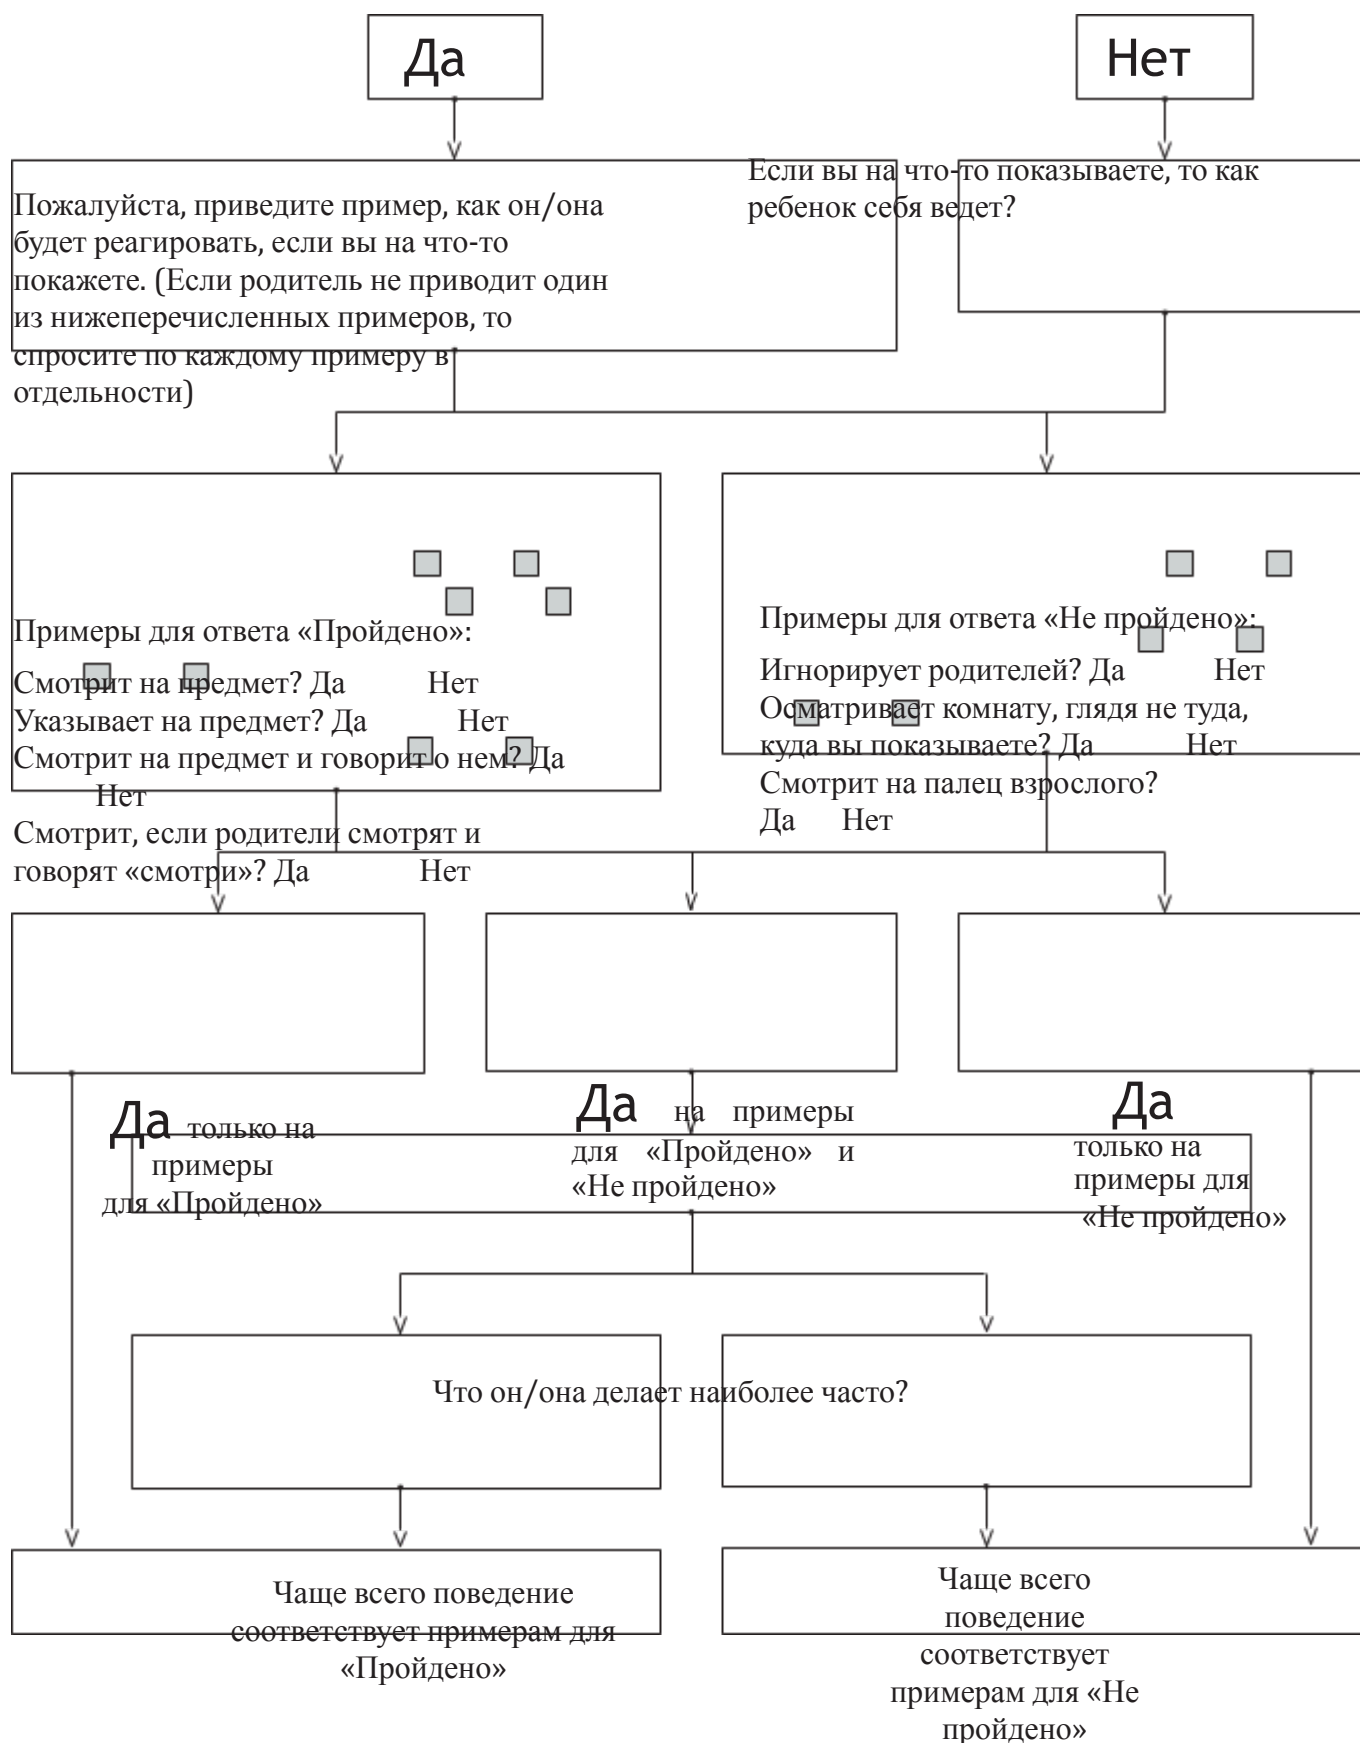 Да
Нет
Пожалуйста, приведите пример, как он/она
будет реагировать, если вы на что-то
покажете. (Если родитель не приводит один
из нижеперечисленных примеров, то
спросите по каждому примеру в
отдельности)
Если вы на что-то показываете, то как
ребенок себя ведет?
Примеры для ответа «Пройдено»:
Смотрит на предмет? Да Нет
Указывает на предмет? Да Нет
Смотрит на предмет и говорит о нем? Да
Нет
Смотрит, если родители смотрят и
говорят «смотри»? Да Нет
Примеры для ответа «Не пройдено»:
Игнорирует родителей? Да Нет
Осматривает комнату, глядя не туда,
куда вы показываете? Да Нет
Смотрит на палец взрослого?
Да Нет
Да только на
примеры
для «Пройдено»
Да на примеры
для «Пройдено» и
«Не пройдено»
Да
только на
примеры для
«Не пройдено»
Что он/она делает наиболее часто?
Чаще всего поведение
соответствует примерам для
«Пройдено»
Чаще всего
поведение
соответствует
примерам для «Не
пройдено»